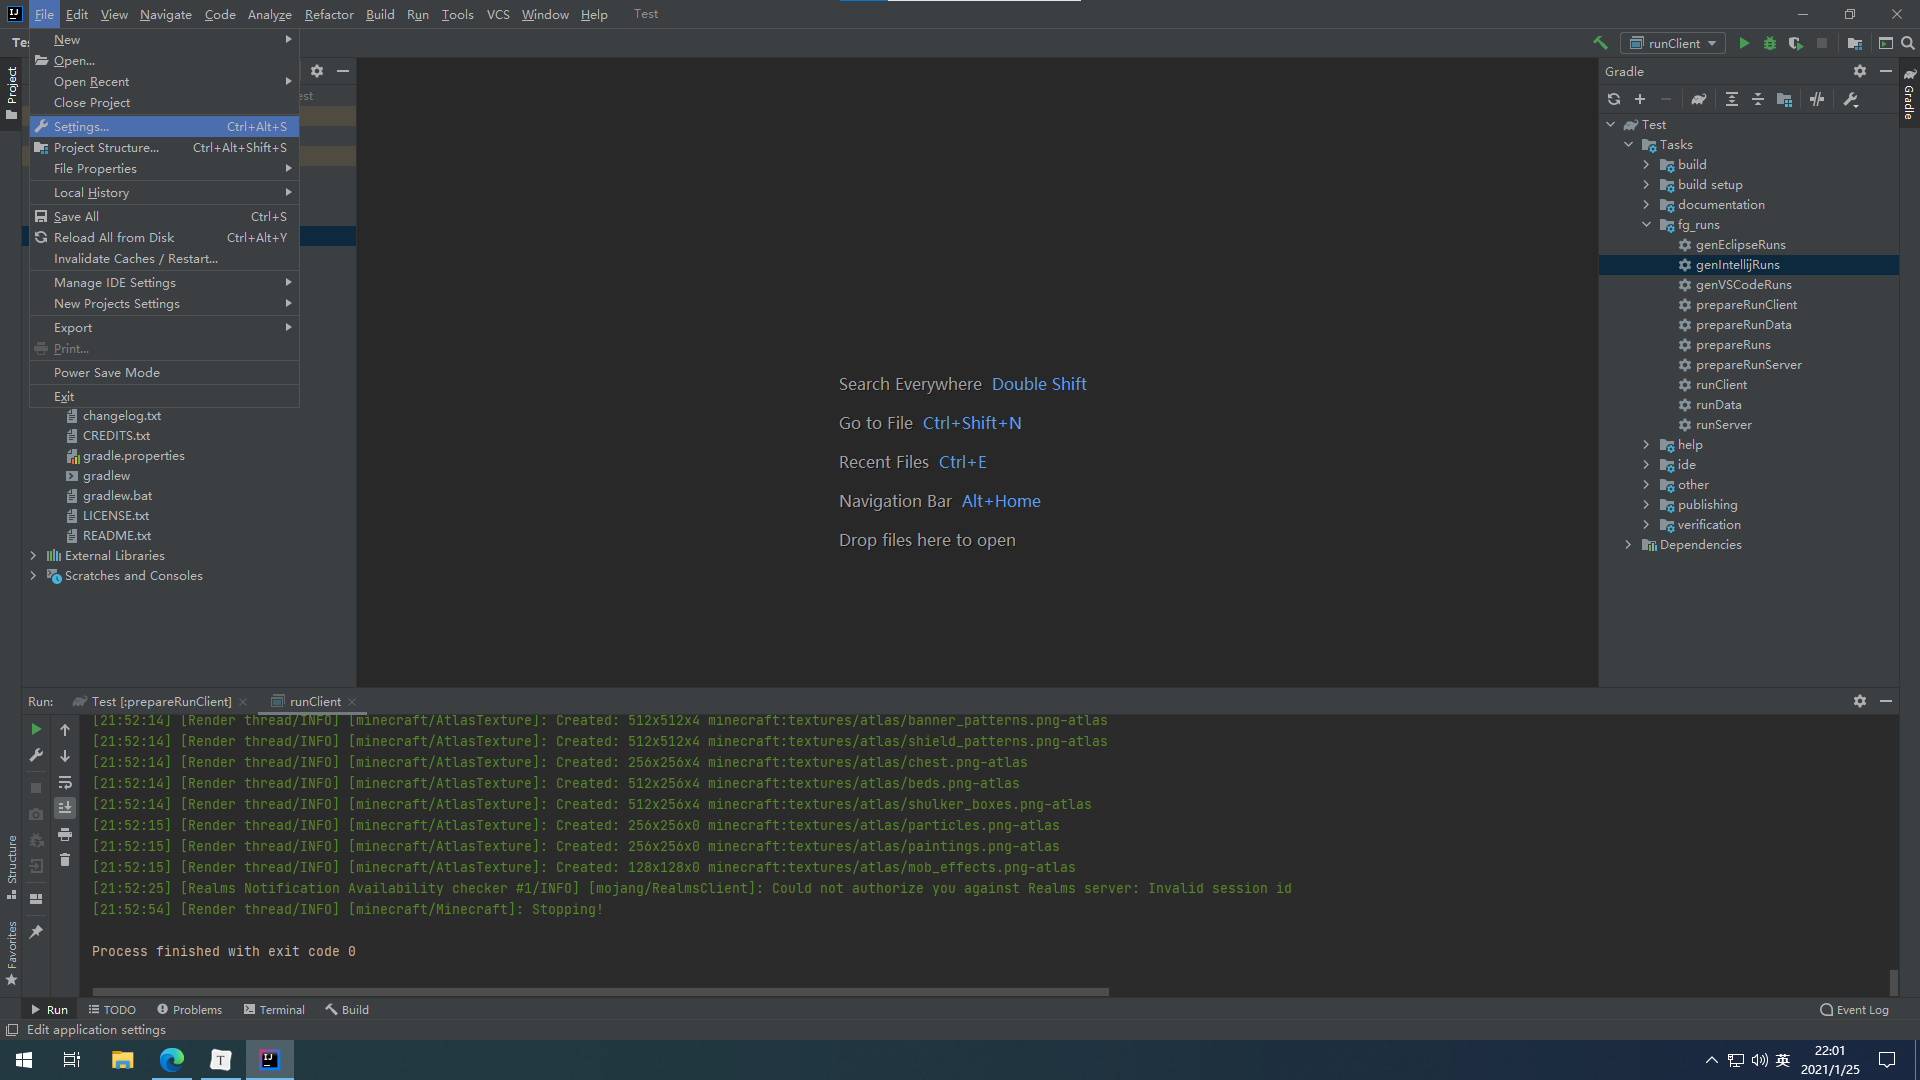 File Edit View Navigate Code Analyze Refactor Build Run Tools VCS Window Help Test
New
Open...
Open Recent
Close Project
Settings... Ctrl+Alt+S
Project Structure... Ctrl+Alt+Shift+S
File Properties
Local History
Save All Ctrl+S
Reload All from Disk Ctrl+Alt+Y
Invalidate Caches / Restart...
Manage IDE Settings
New Projects Settings
Export
Print...
Power Save Mode
Exit
changelog.txt
CREDITS.txt
gradle.properties
gradlew
gradlew.bat
LICENSE.txt
README.txt
External Libraries
Scratches and Consoles
Project
Structure
Favorites
Search Everywhere Double Shift
Go to File Ctrl+Shift+N
Recent Files Ctrl+E
Navigation Bar Alt+Home
Drop files here to open
runClient
Gradle
Gradle
Test
Tasks
build
build setup
documentation
fg_runs
genEclipseRuns
genIntellijRuns
genVSCodeRuns
prepareRunClient
prepareRunData
prepareRuns
prepareRunServer
runClient
runData
runServer
help
ide
other
publishing
verification
Dependencies
Run: Test [:prepareRunClient] runClient
[21:52:14] [Render thread/INFO] [minecraft/AtlasTexture]: Created: 512x512x4 minecraft:textures/atlas/banner_patterns.png-atlas
[21:52:14] [Render thread/INFO] [minecraft/AtlasTexture]: Created: 512x512x4 minecraft:textures/atlas/shield_patterns.png-atlas
[21:52:14] [Render thread/INFO] [minecraft/AtlasTexture]: Created: 256x256x4 minecraft:textures/atlas/chest.png-atlas
[21:52:14] [Render thread/INFO] [minecraft/AtlasTexture]: Created: 512x256x4 minecraft:textures/atlas/beds.png-atlas
[21:52:14] [Render thread/INFO] [minecraft/AtlasTexture]: Created: 512x256x4 minecraft:textures/atlas/shulker_boxes.png-atlas
[21:52:15] [Render thread/INFO] [minecraft/AtlasTexture]: Created: 256x256x0 minecraft:textures/atlas/particles.png-atlas
[21:52:15] [Render thread/INFO] [minecraft/AtlasTexture]: Created: 256x256x0 minecraft:textures/atlas/paintings.png-atlas
[21:52:15] [Render thread/INFO] [minecraft/AtlasTexture]: Created: 128x128x0 minecraft:textures/atlas/mob_effects.png-atlas
[21:52:25] [Realms Notification Availability checker #1/INFO] [mojang/RealmsClient]: Could not authorize you against Realms server: Invalid session id
[21:52:54] [Render thread/INFO] [minecraft/Minecraft]: Stopping!
Process finished with exit code 0
Run TODO Problems Terminal Build Event Log
Edit application settings
英
22:01
2021/1/25